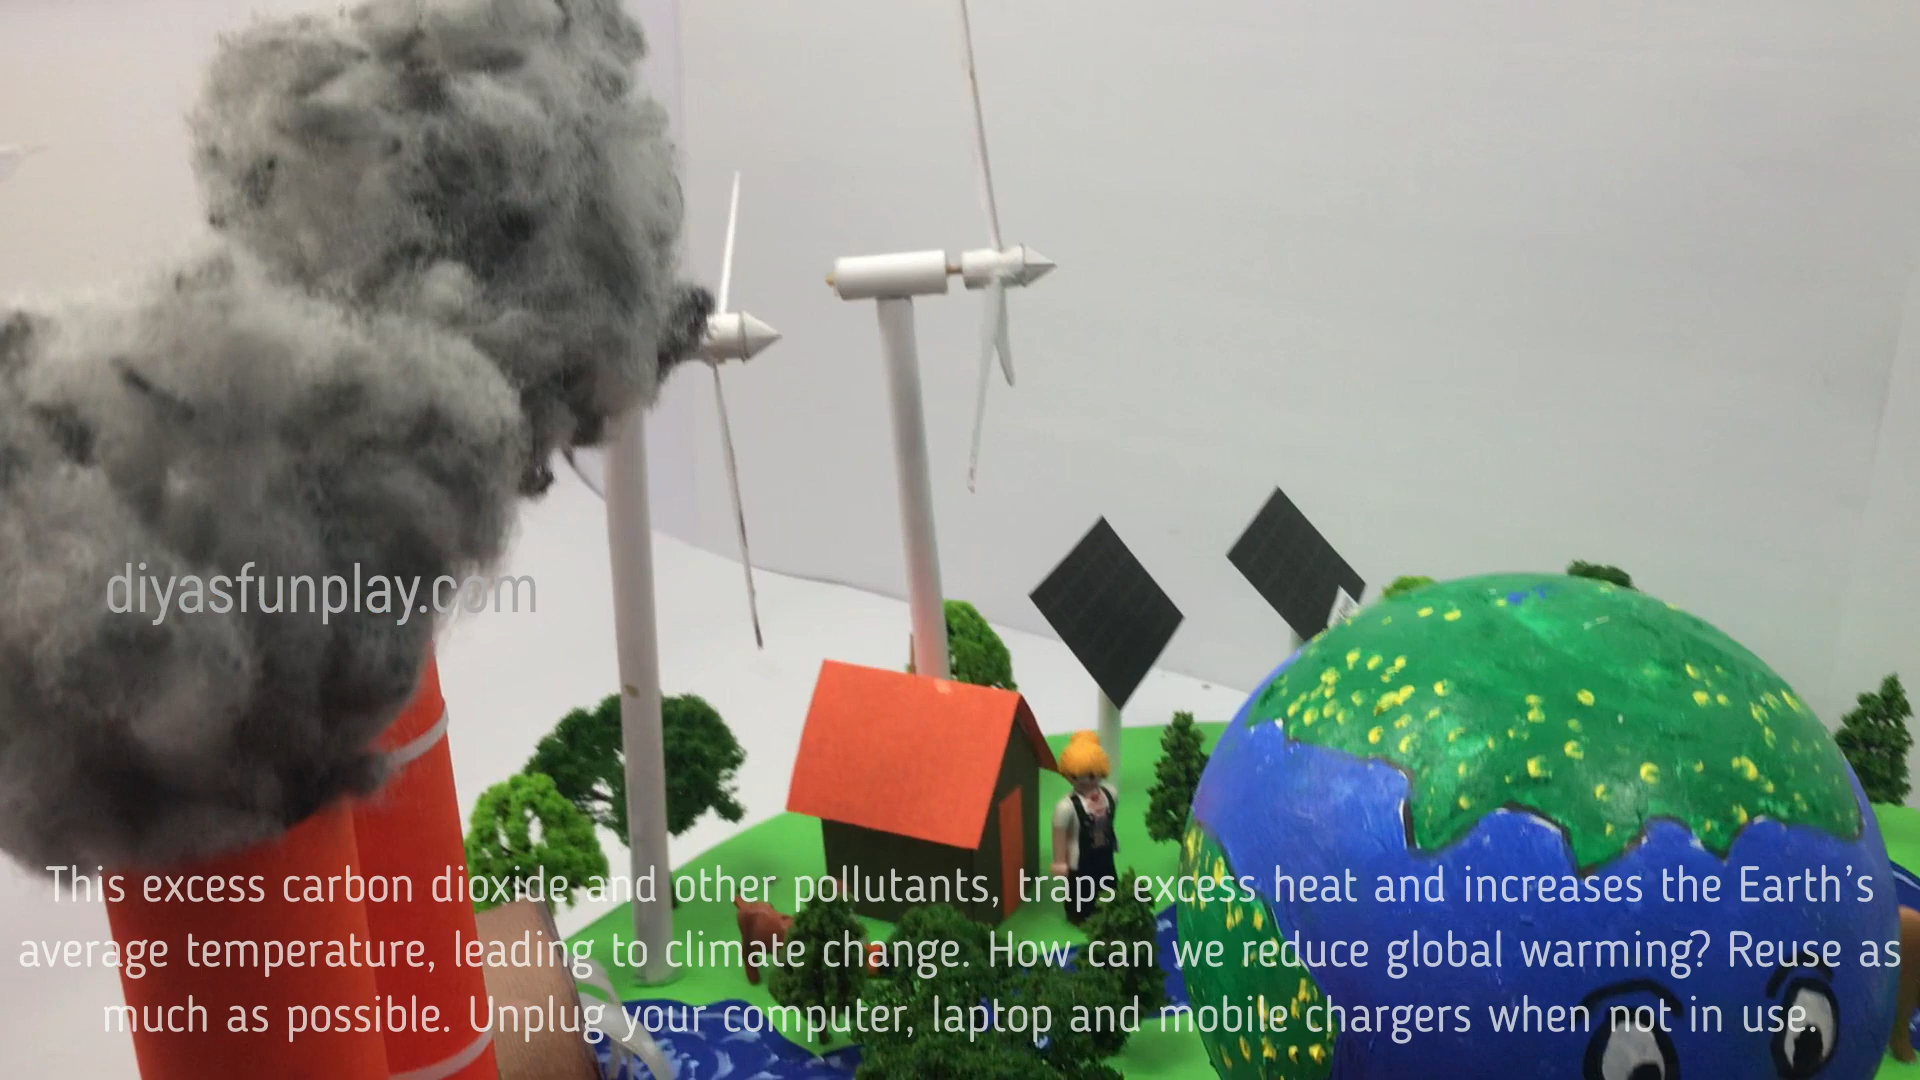 diyasfunplay.com
This excess carbon dioxide and other pollutants, traps excess heat and increases the Earth’s
average temperature, leading to climate change. How can we reduce global warming? Reuse as
much as possible. Unplug your computer, laptop and mobile chargers when not in use.